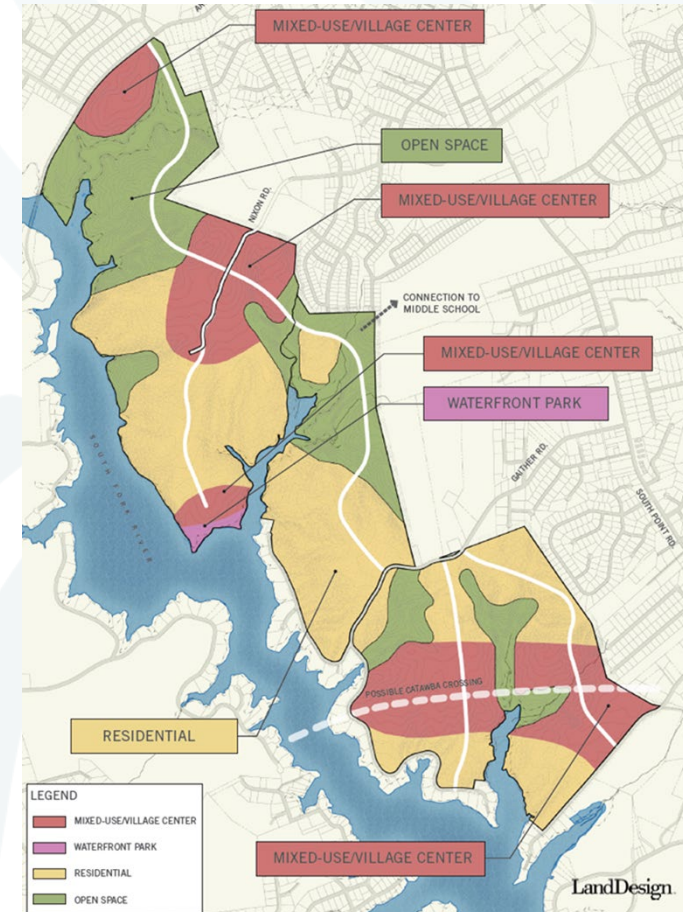 MIXED-USE/VILLAGE CENTER
OPEN SPACE
MIXED-USE/VILLAGE CENTER
NIXON RD.
CONNECTION TO
MIDDLE SCHOOL
MIXED-USE/VILLAGE CENTER
WATERFRONT PARK
SOUTH FORK RIVER
GAITHER RD.
SOUTH POINT RD.
POSSIBLE CATAWBA CROSSING
RESIDENTIAL
LEGEND
MIXED-USE/VILLAGE CENTER
WATERFRONT PARK
RESIDENTIAL
OPEN SPACE
MIXED-USE/VILLAGE CENTER
LandDesign